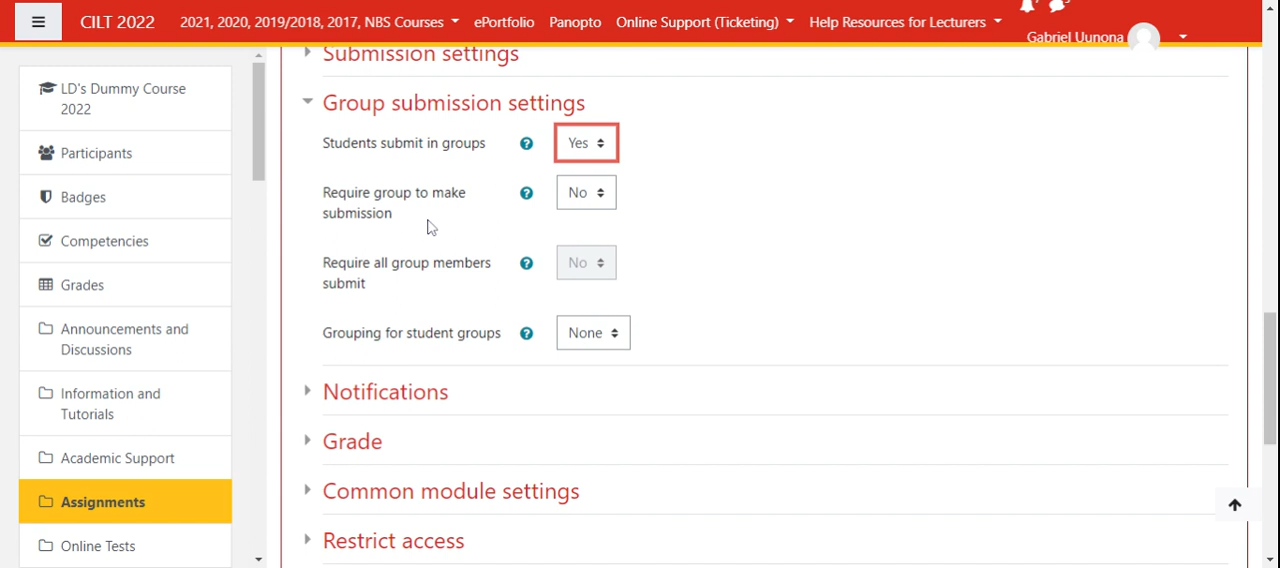 CILT 2022
2021, 2020, 2019/2018, 2017, NBS Courses
ePortfolio
Panopto
Online Support (Ticketing)
Help Resources for Lecturers
Gabriel Uunona
LD's Dummy Course
2022
Participants
Badges
Competencies
Grades
Announcements and
Discussions
Information and
Tutorials
Academic Support
Assignments
Online Tests
Submission settings
Group submission settings
Students submit in groups ? Yes
Require group to make
submission ? No
Require all group members
submit ? No
Grouping for student groups ? None
Notifications
Grade
Common module settings
Restrict access